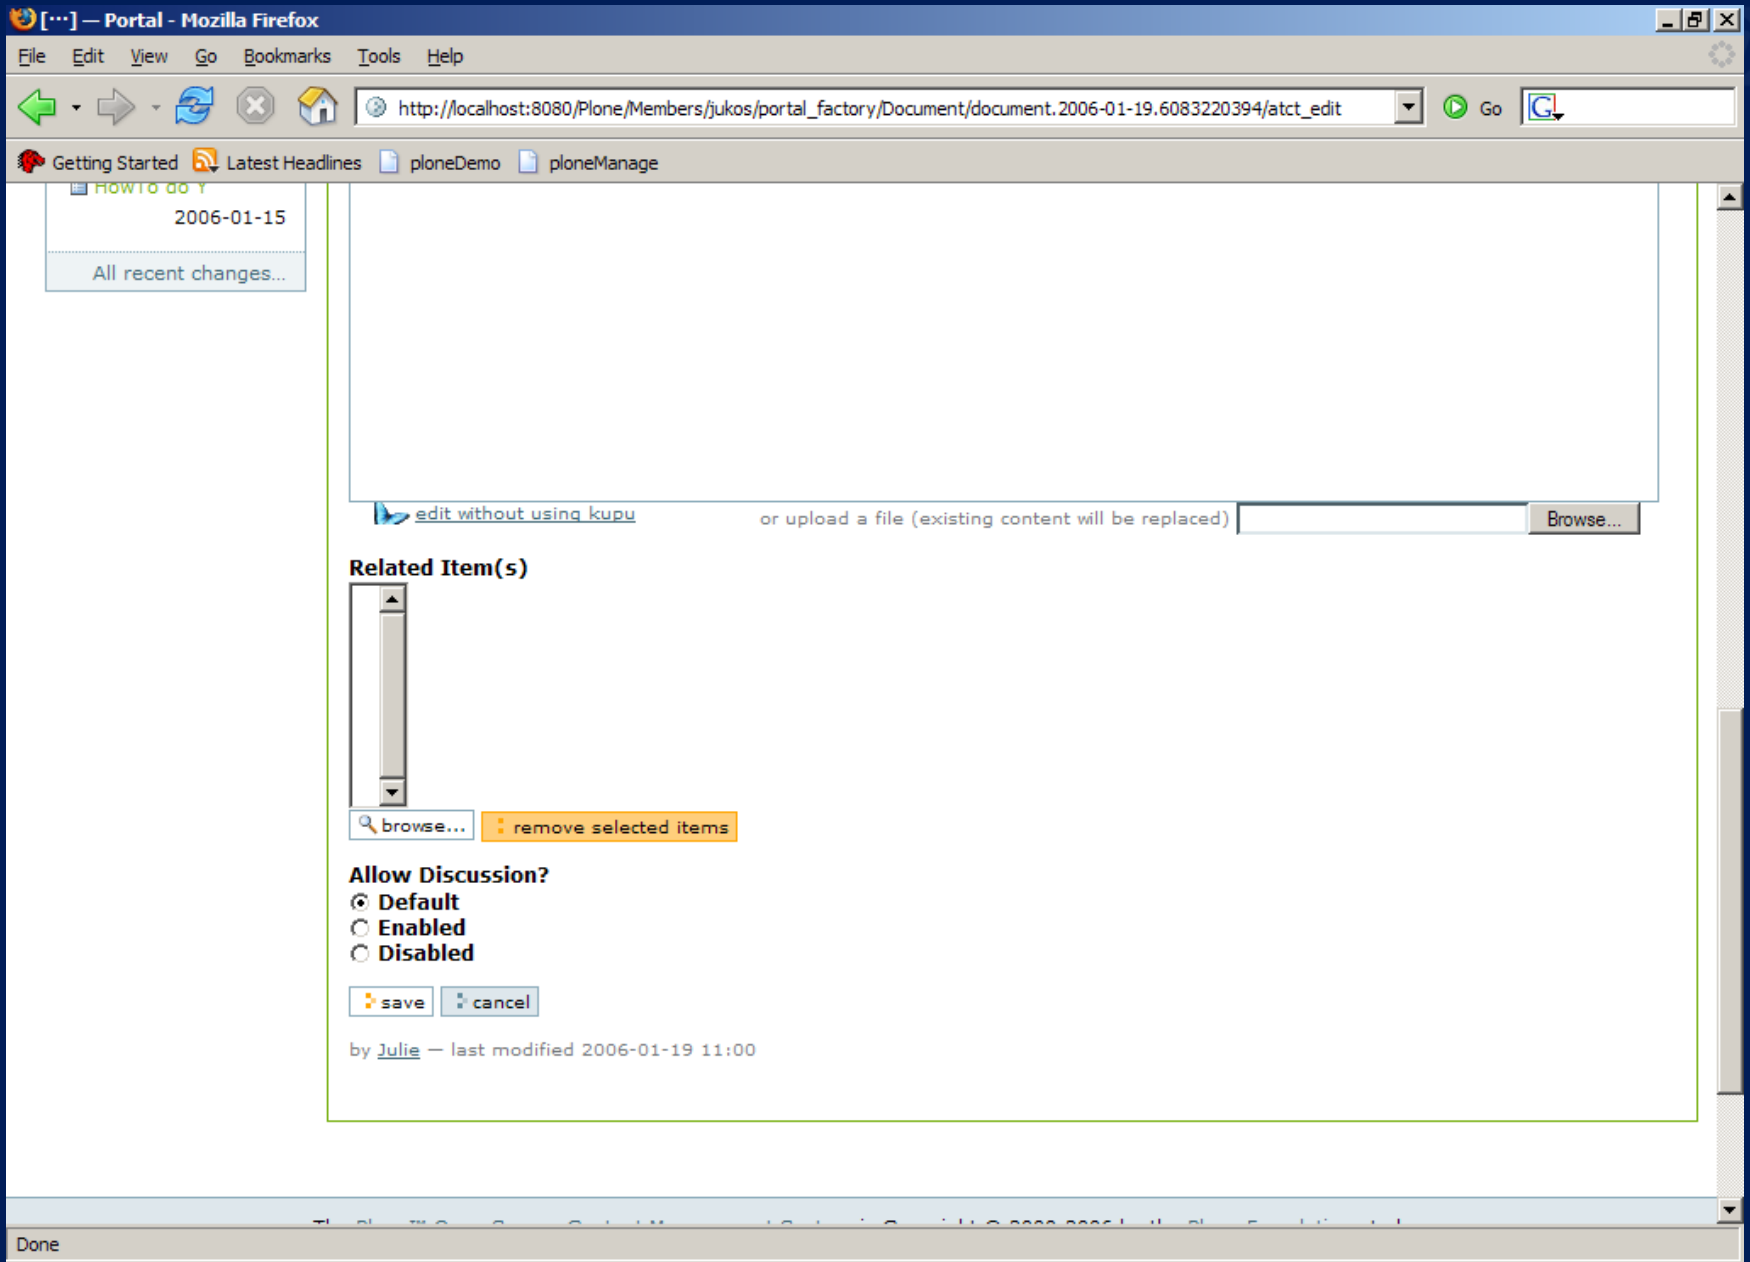 [···] — Portal - Mozilla Firefox
File Edit View Go Bookmarks Tools Help
http://localhost:8080/Plone/Members/jukos/portal_factory/Document/document.2006-01-19.6083220394/atct_edit Go G
Getting Started Latest Headlines ploneDemo ploneManage
HowTo do Y
2006-01-15
All recent changes...
edit without using kupu or upload a file (existing content will be replaced) Browse...
Related Item(s)
browse... remove selected items
Allow Discussion?
Default
Enabled
Disabled
save cancel
by Julie — last modified 2006-01-19 11:00
Done